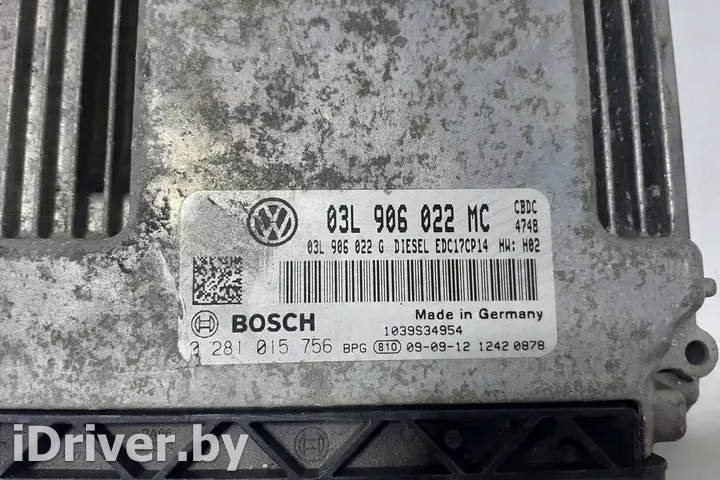 03L 906 022 MC CBDC
4748
03L 906 022 G DIESEL EDC17CP14 HW: H02
Made in Germany
BOSCH 1039S34954
0 281 015 756 BPG 810 09-09-12 1242 0878
iDriver.by